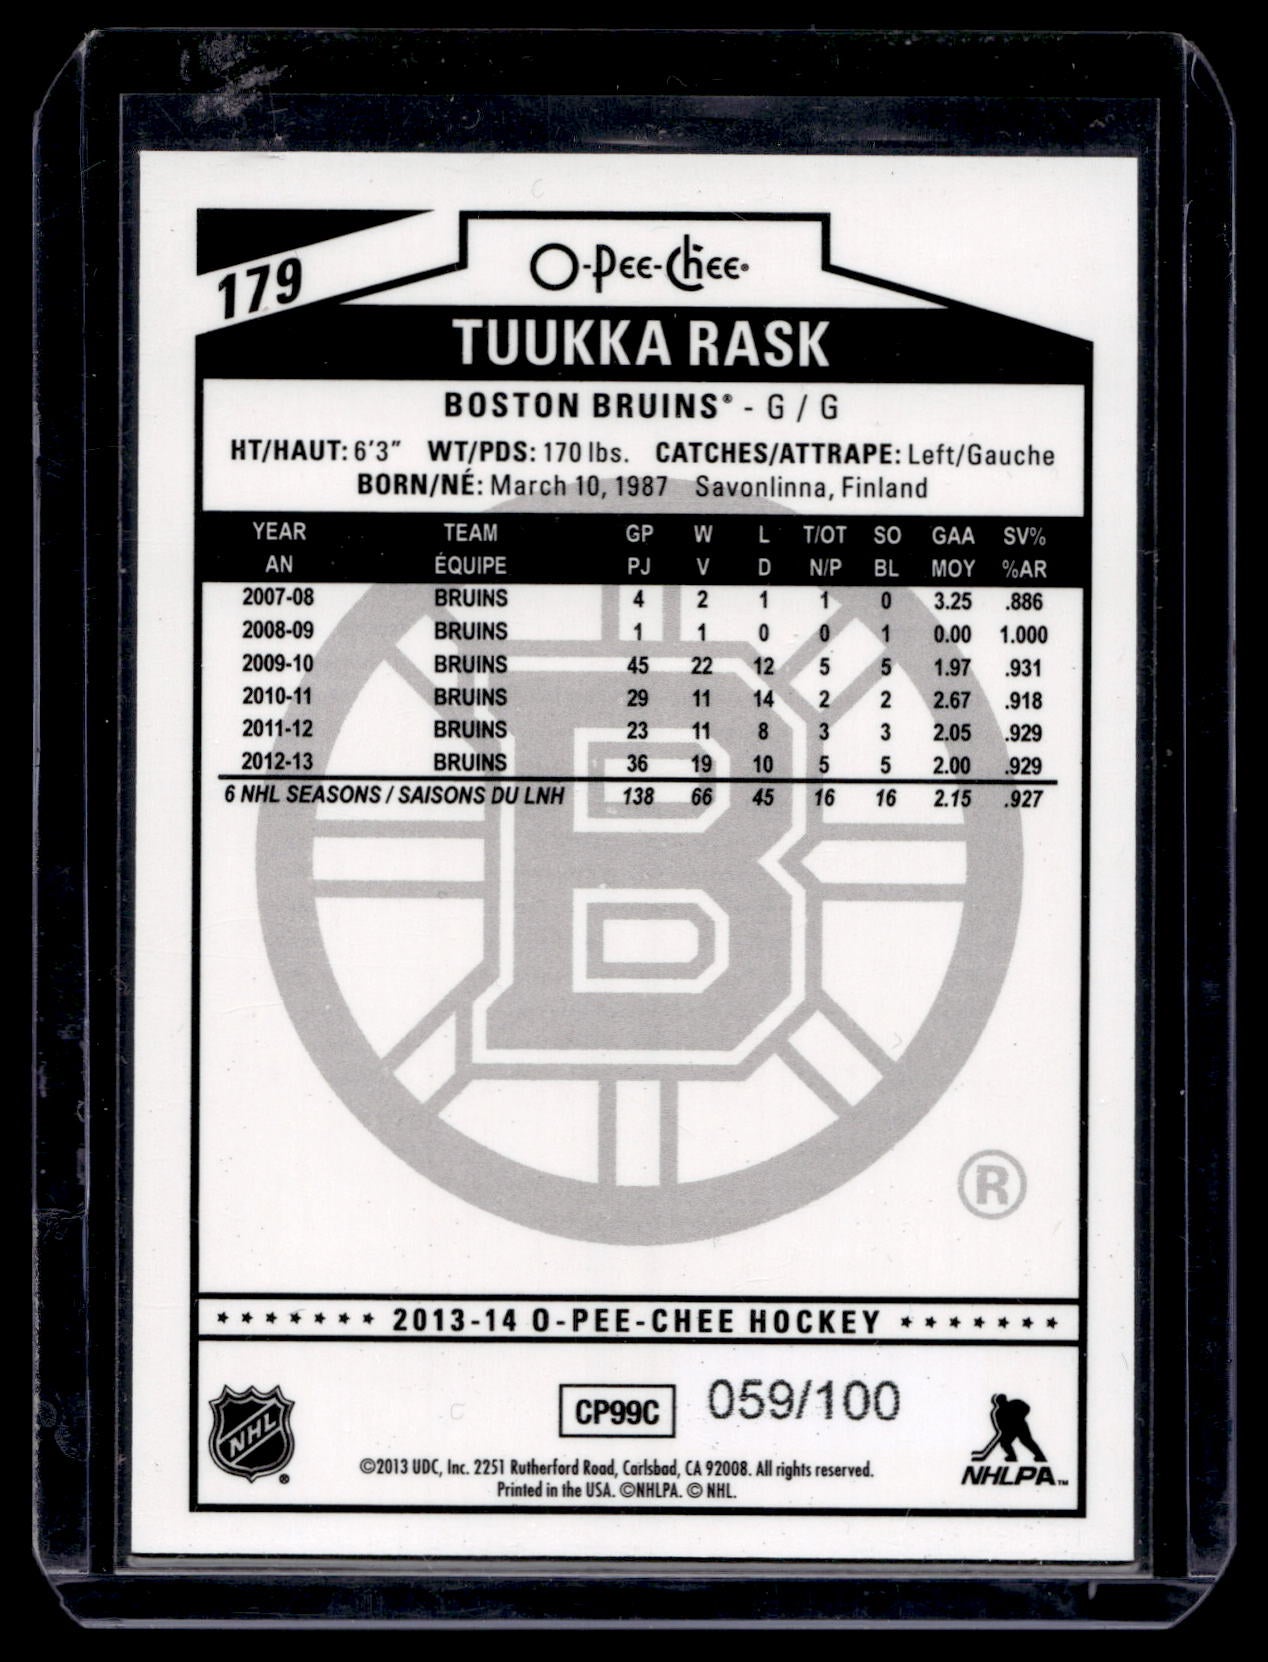 179
O-PEE-CHEE®
TUUKKA RASK
BOSTON BRUINS® - G / G
HT/HAUT: 6'3" WT/PDS: 170 lbs. CATCHES/ATTRAPE: Left/Gauche
BORN/NÉ: March 10, 1987 Savonlinna, Finland
YEAR TEAM GP W L T/OT SO GAA SV%
AN ÉQUIPE PJ V D N/P BL MOY %AR
2007-08 BRUINS 4 2 1 1 0 3.25 .886
2008-09 BRUINS 1 1 0 0 1 0.00 1.000
2009-10 BRUINS 45 22 12 5 5 1.97 .931
2010-11 BRUINS 29 11 14 2 2 2.67 .918
2011-12 BRUINS 23 11 8 3 3 2.05 .929
2012-13 BRUINS 36 19 10 5 5 2.00 .929
6 NHL SEASONS / SAISONS DU LNH 138 66 45 16 16 2.15 .927
B
®
2013-14 O-PEE-CHEE HOCKEY
NHL®
CP99C 059/100
NHLPA™
©2013 UDC, Inc. 2251 Rutherford Road, Carlsbad, CA 92008. All rights reserved.
Printed in the USA. ©NHLPA. © NHL.